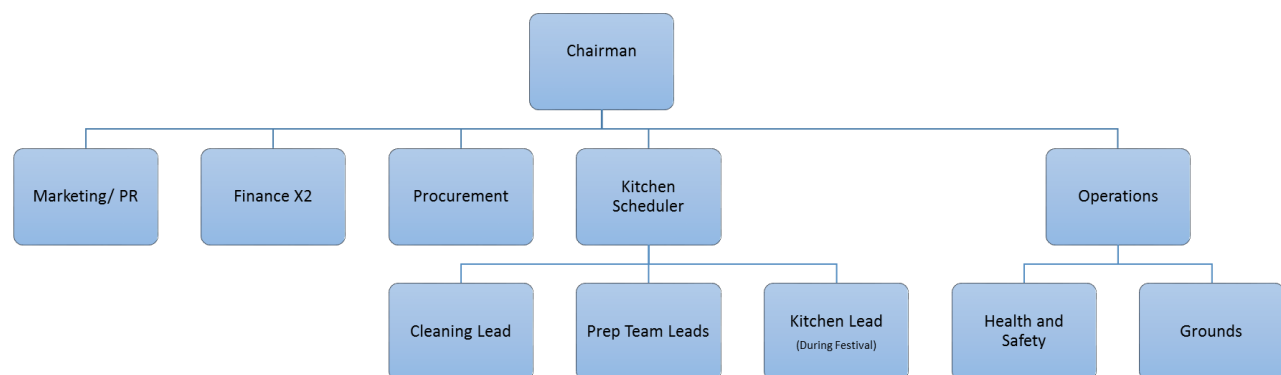 Chairman
Marketing/ PR
Finance X2
Procurement
Kitchen
Scheduler
Operations
Cleaning Lead
Prep Team Leads
Kitchen Lead
(During Festival)
Health and
Safety
Grounds